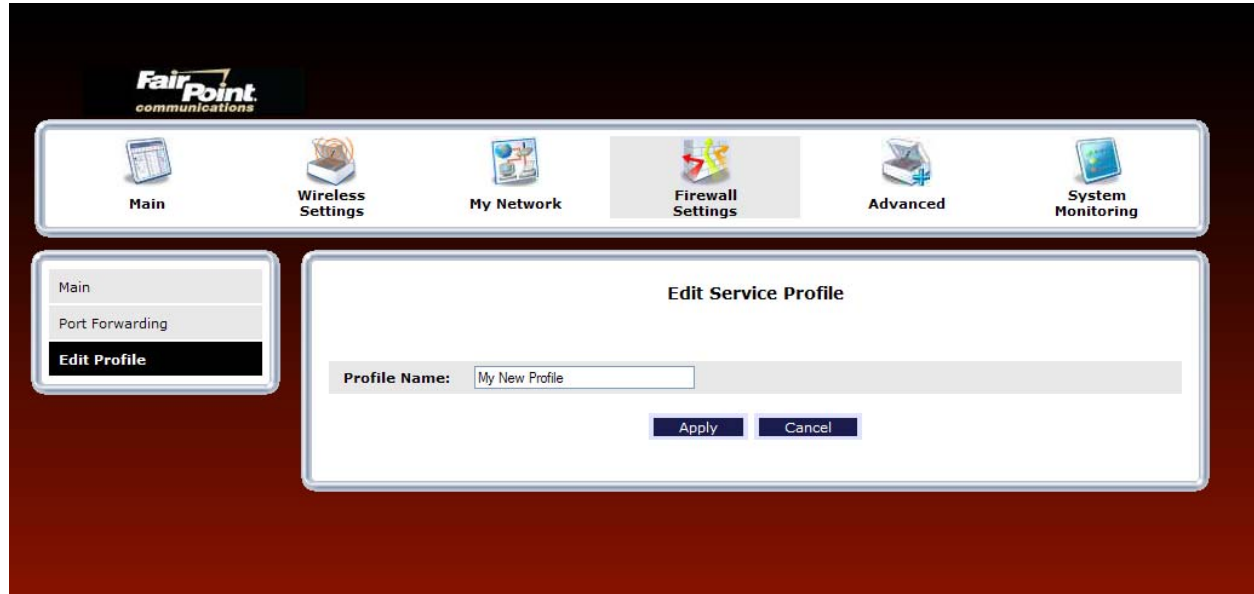 Fair
Point.
communications
Main
Wireless
Settings
My Network
Firewall
Settings
Advanced
System
Monitoring
Main
Port Forwarding
Edit Profile
Edit Service Profile
Profile Name: My New Profile
Apply Cancel